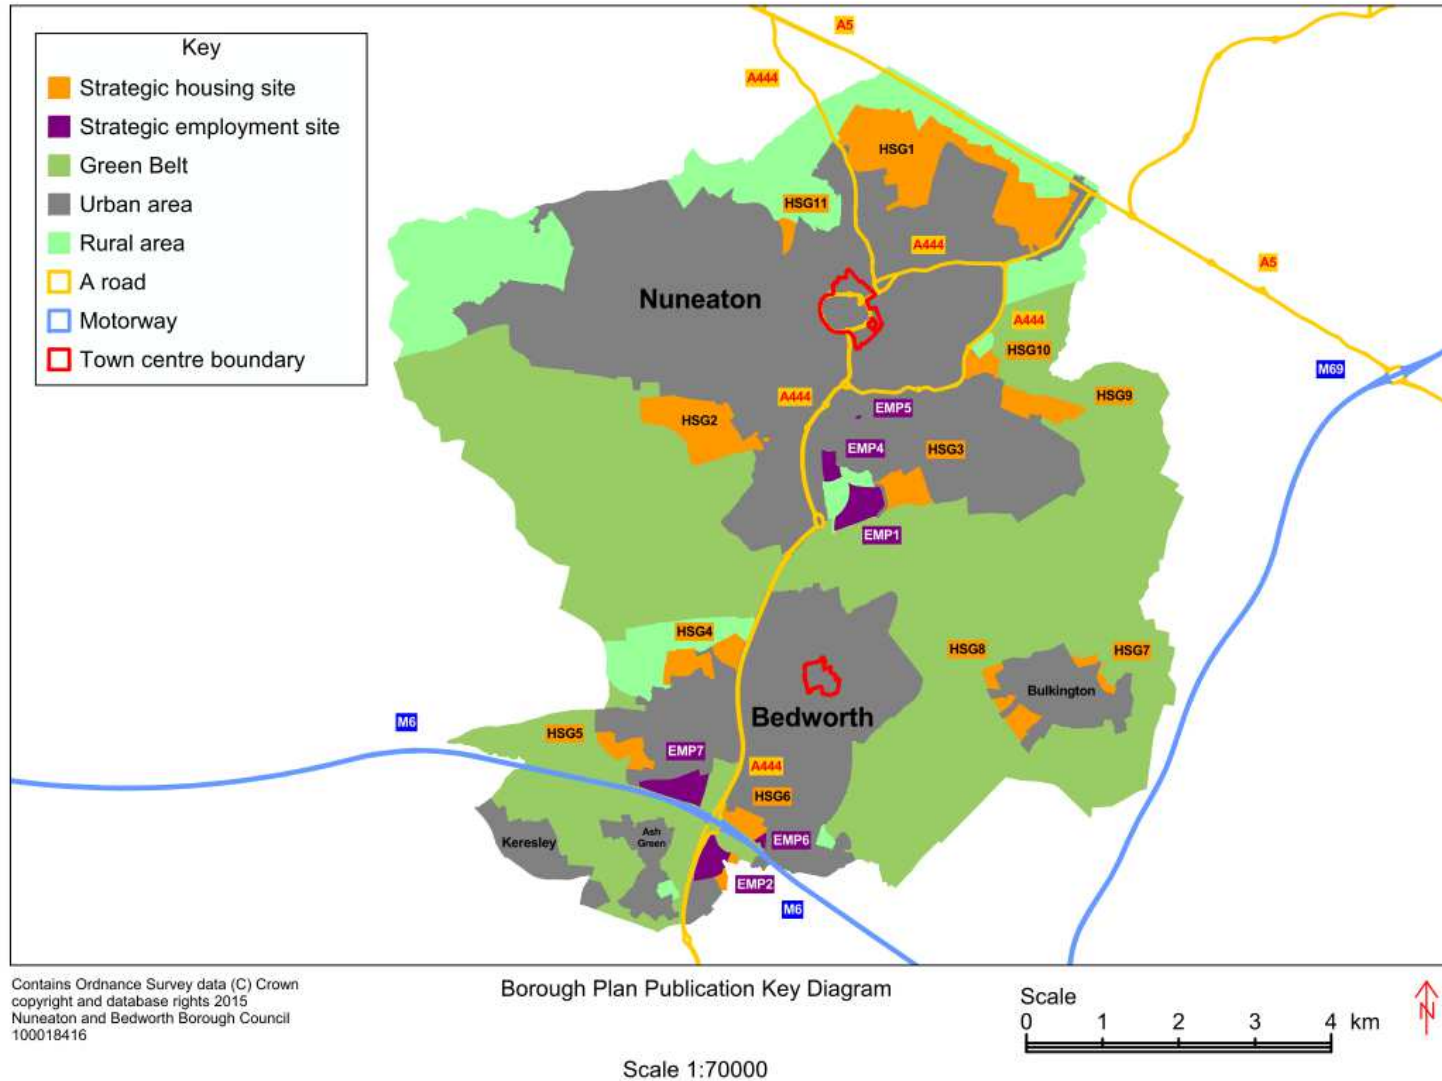 Key
Strategic housing site
Strategic employment site
Green Belt
Urban area
Rural area
A road
Motorway
Town centre boundary
A5
A444
HSG1
HSG11
A444
A5
Nuneaton
A444
HSG10
M69
A444
HSG9
EMP5
HSG2
EMP4
HSG3
EMP1
HSG4
HSG8
HSG7
Bulkington
Bedworth
M6
HSG5
EMP7
A444
HSG6
Ash
Green
Keresley
EMP6
EMP2
M6
Contains Ordnance Survey data (C) Crown
copyright and database rights 2015
Nuneaton and Bedworth Borough Council
100018416
Borough Plan Publication Key Diagram
Scale 1:70000
Scale
0 1 2 3 4 km
N